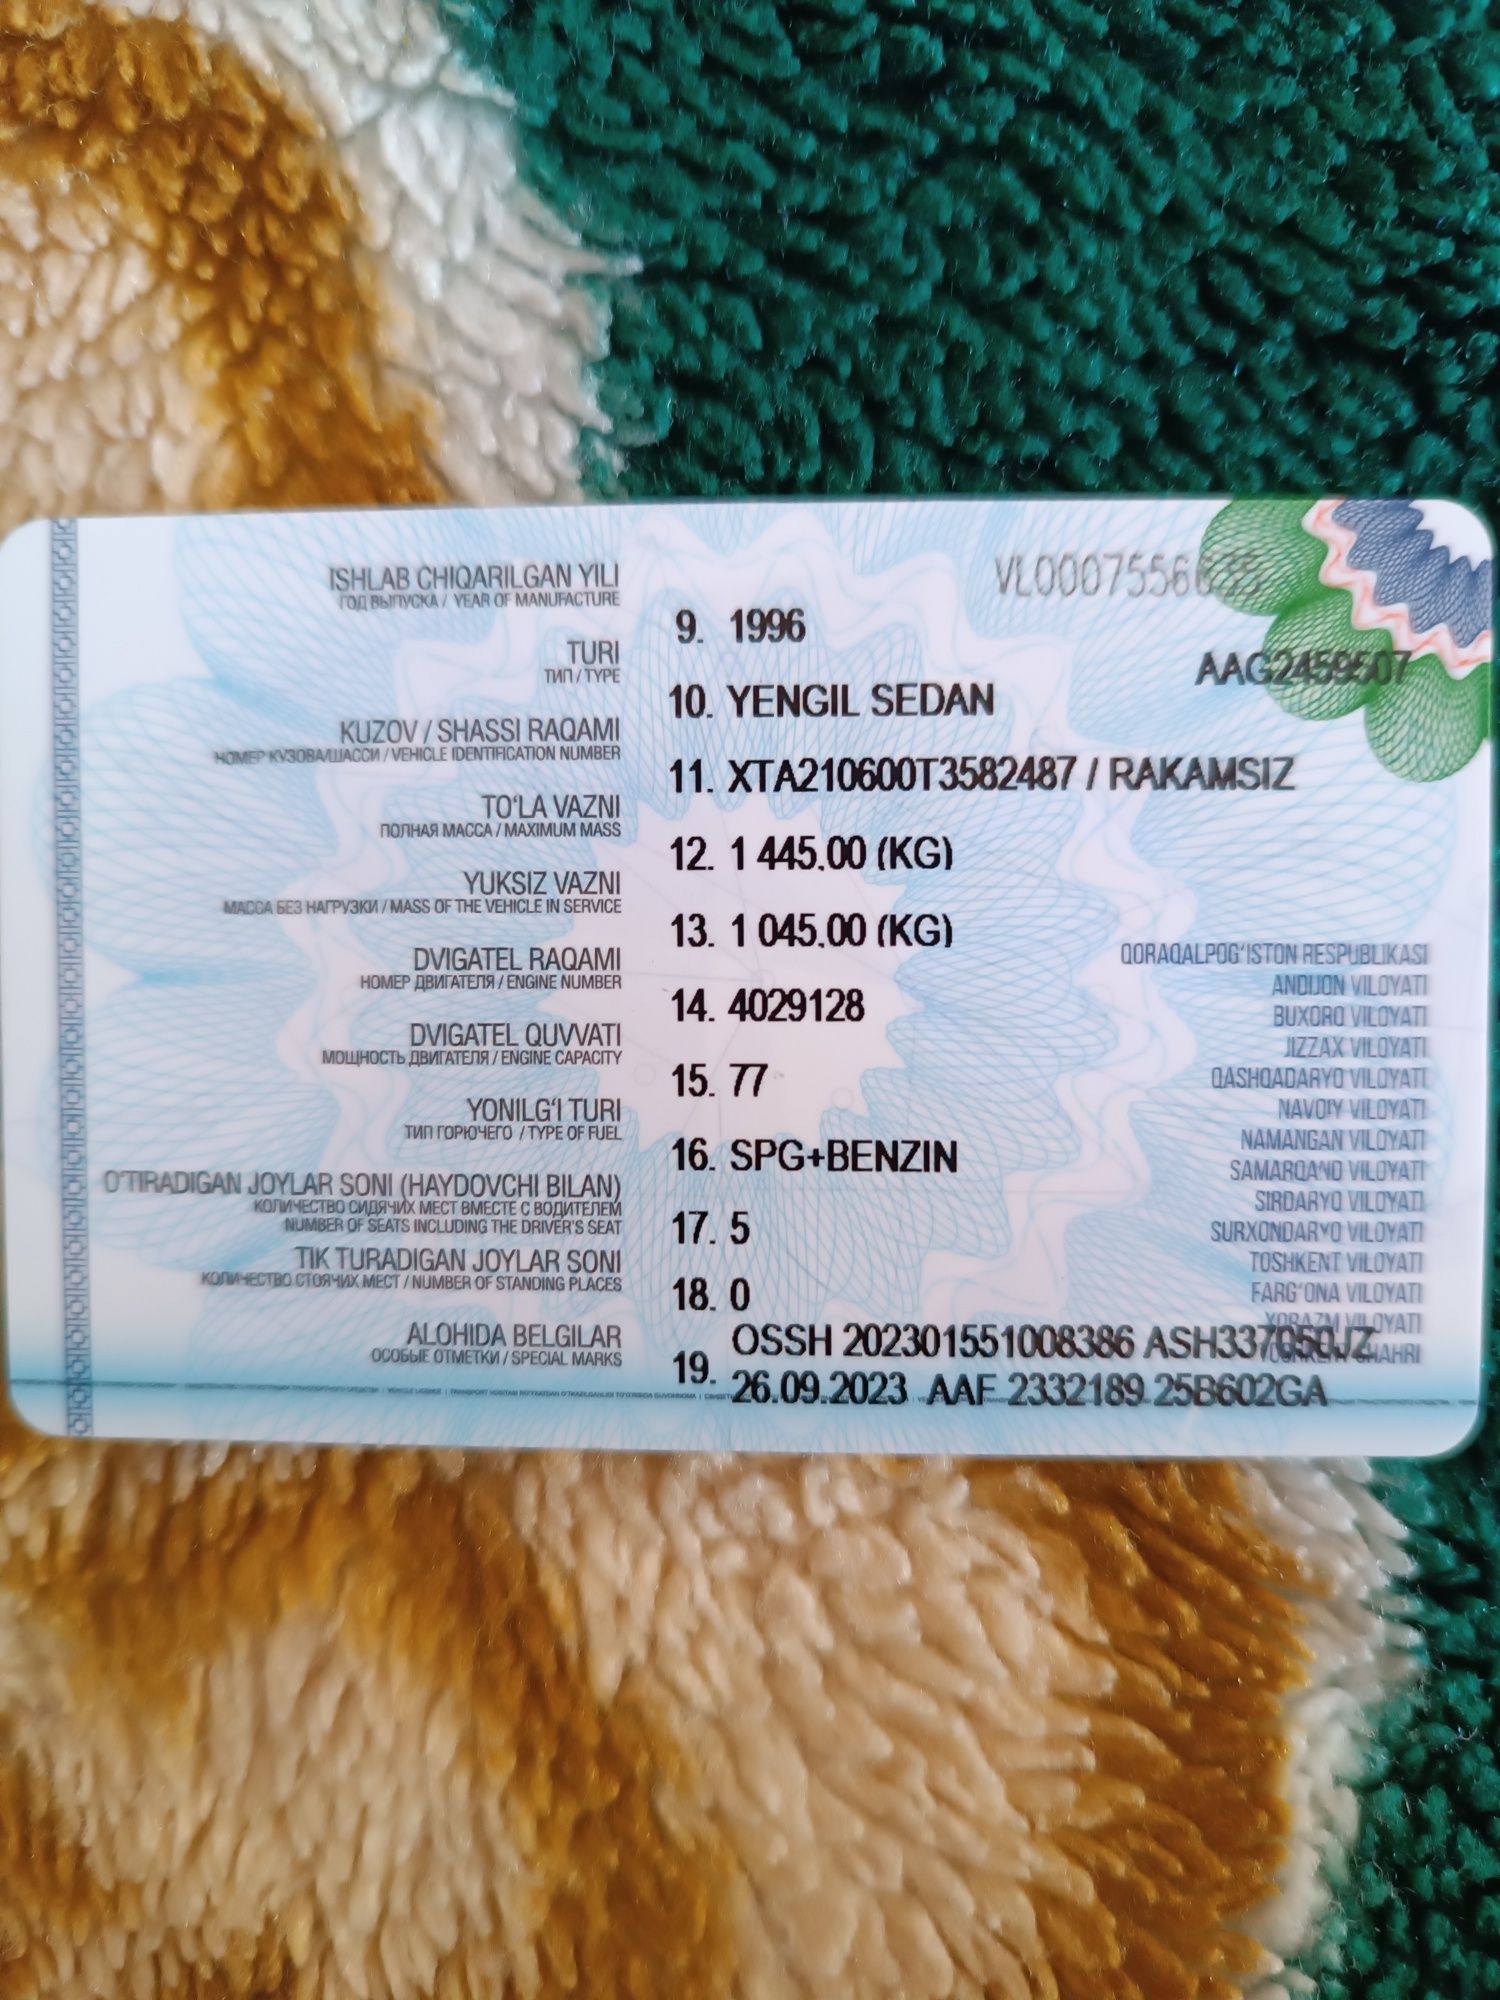 VL0007556635
ISHLAB CHIQARILGAN YILI
ГОД ВЫПУСКА / YEAR OF MANUFACTURE
9. 1996
AAG2459507
TURI
ТИП / TYPE
10. YENGIL SEDAN
KUZOV / SHASSI RAQAMI
НОМЕР КУЗОВА/ШАССИ / VEHICLE IDENTIFICATION NUMBER
11. XTA210600T3582487 / RAKAMSIZ
TO‘LA VAZNI
ПОЛНАЯ МАССА / MAXIMUM MASS
12. 1 445.00 (KG)
YUKSIZ VAZNI
МАССА БЕЗ НАГРУЗКИ / MASS OF THE VEHICLE IN SERVICE
13. 1 045.00 (KG)
DVIGATEL RAQAMI
НОМЕР ДВИГАТЕЛЯ / ENGINE NUMBER
14. 4029128
DVIGATEL QUVVATI
МОЩНОСТЬ ДВИГАТЕЛЯ / ENGINE CAPACITY
15. 77
YONILG‘I TURI
ТИП ГОРЮЧЕГО / TYPE OF FUEL
16. SPG+BENZIN
O‘TIRADIGAN JOYLAR SONI (HAYDOVCHI BILAN)
КОЛИЧЕСТВО СИДЯЧИХ МЕСТ ВМЕСТЕ С ВОДИТЕЛЕМ
NUMBER OF SEATS INCLUDING THE DRIVER'S SEAT
17. 5
TIK TURADIGAN JOYLAR SONI
КОЛИЧЕСТВО СТОЯЧИХ МЕСТ / NUMBER OF STANDING PLACES
18. 0
ALOHIDA BELGILAR
ОСОБЫЕ ОТМЕТКИ / SPECIAL MARKS
19. OSSH 202301551008386 ASH337050JZ
26.09.2023 AAF 2332189 25B602GA
QORAQALPOG‘ISTON RESPUBLIKASI
ANDIJON VILOYATI
BUXORO VILOYATI
JIZZAX VILOYATI
QASHQADARYO VILOYATI
NAVOIY VILOYATI
NAMANGAN VILOYATI
SAMARQAND VILOYATI
SIRDARYO VILOYATI
SURXONDARYO VILOYATI
TOSHKENT VILOYATI
FARG‘ONA VILOYATI
XORAZM VILOYATI
TOSHKENT SHAHRI